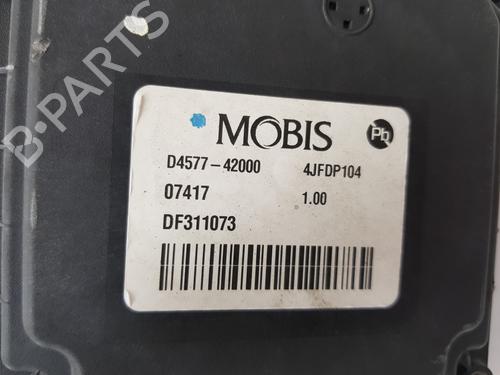 B-PARTS
MOBIS
Pb
D4577-42000 4JFDP104
07417 1.00
DF311073